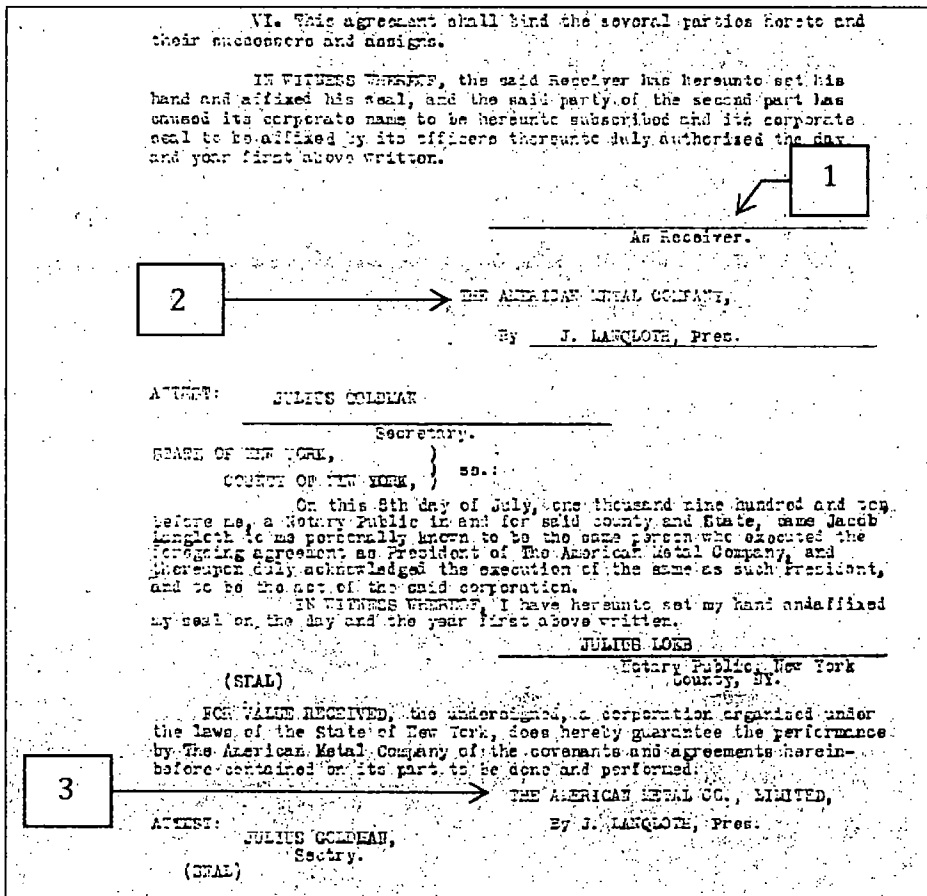 VI. This agreement shall bind the several parties hereto and
their successors and assigns.
IN WITNESS WHEREOF, the said Receiver has hereunto set his
hand and affixed his seal, and the said party of the second part has
caused its corporate name to be hereunto subscribed and its corporate
seal to be affixed by its officers thereunto duly authorized the day
and year first above written.
1
As Receiver.
2
THE AMERICAN METAL COMPANY,
By J. LANGLOTH, Pres.
ATTEST: JULIUS GOLDMAN
Secretary.
STATE OF NEW YORK,
COUNTY OF NEW YORK, } ss.:
On this 8th day of July, one thousand nine hundred and ten
before me, a Notary Public in and for said county and State, came Jacob
Langloth to me personally known to be the same person who executed the
foregoing agreement as President of The American Metal Company, and
thereupon duly acknowledged the execution of the same as such President,
and to be the act of the said corporation.
IN WITNESS WHEREOF, I have hereunto set my hand andaffixed
my seal on the day and the year first above written.
JULIUS LOEB
Notary Public, New York
County, NY.
(SEAL)
FOR VALUE RECEIVED, the undersigned, a corporation organized under
the laws of the State of New York, does hereby guarantee the performance
by The American Metal Company of the covenants and agreements herein-
before contained on its part to be done and performed.
3
THE AMERICAN METAL CO., LIMITED,
ATTEST: By J. LANGLOTH, Pres.
JULIUS GOLDMAN,
Sectry.
(SEAL)